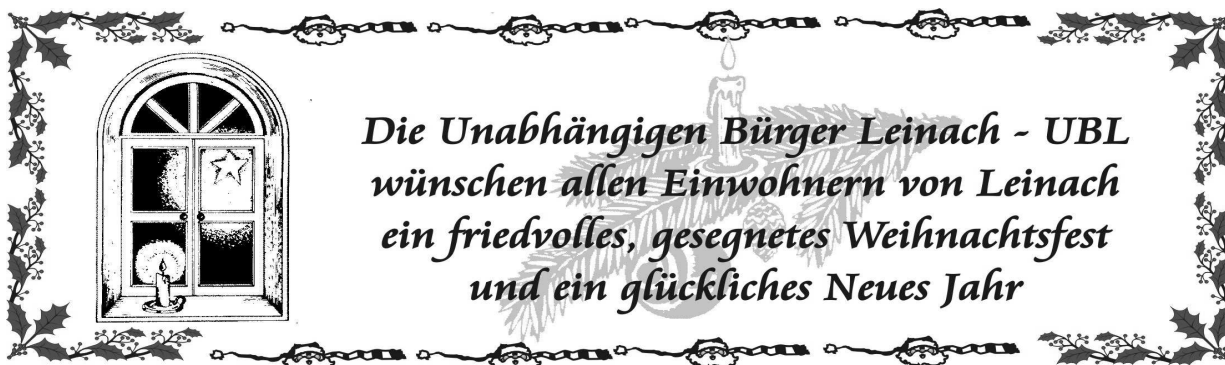 Die Unabhängigen Bürger Leinach - UBL
wünschen allen Einwohnern von Leinach
ein friedvolles, gesegnetes Weihnachtsfest
und ein glückliches Neues Jahr